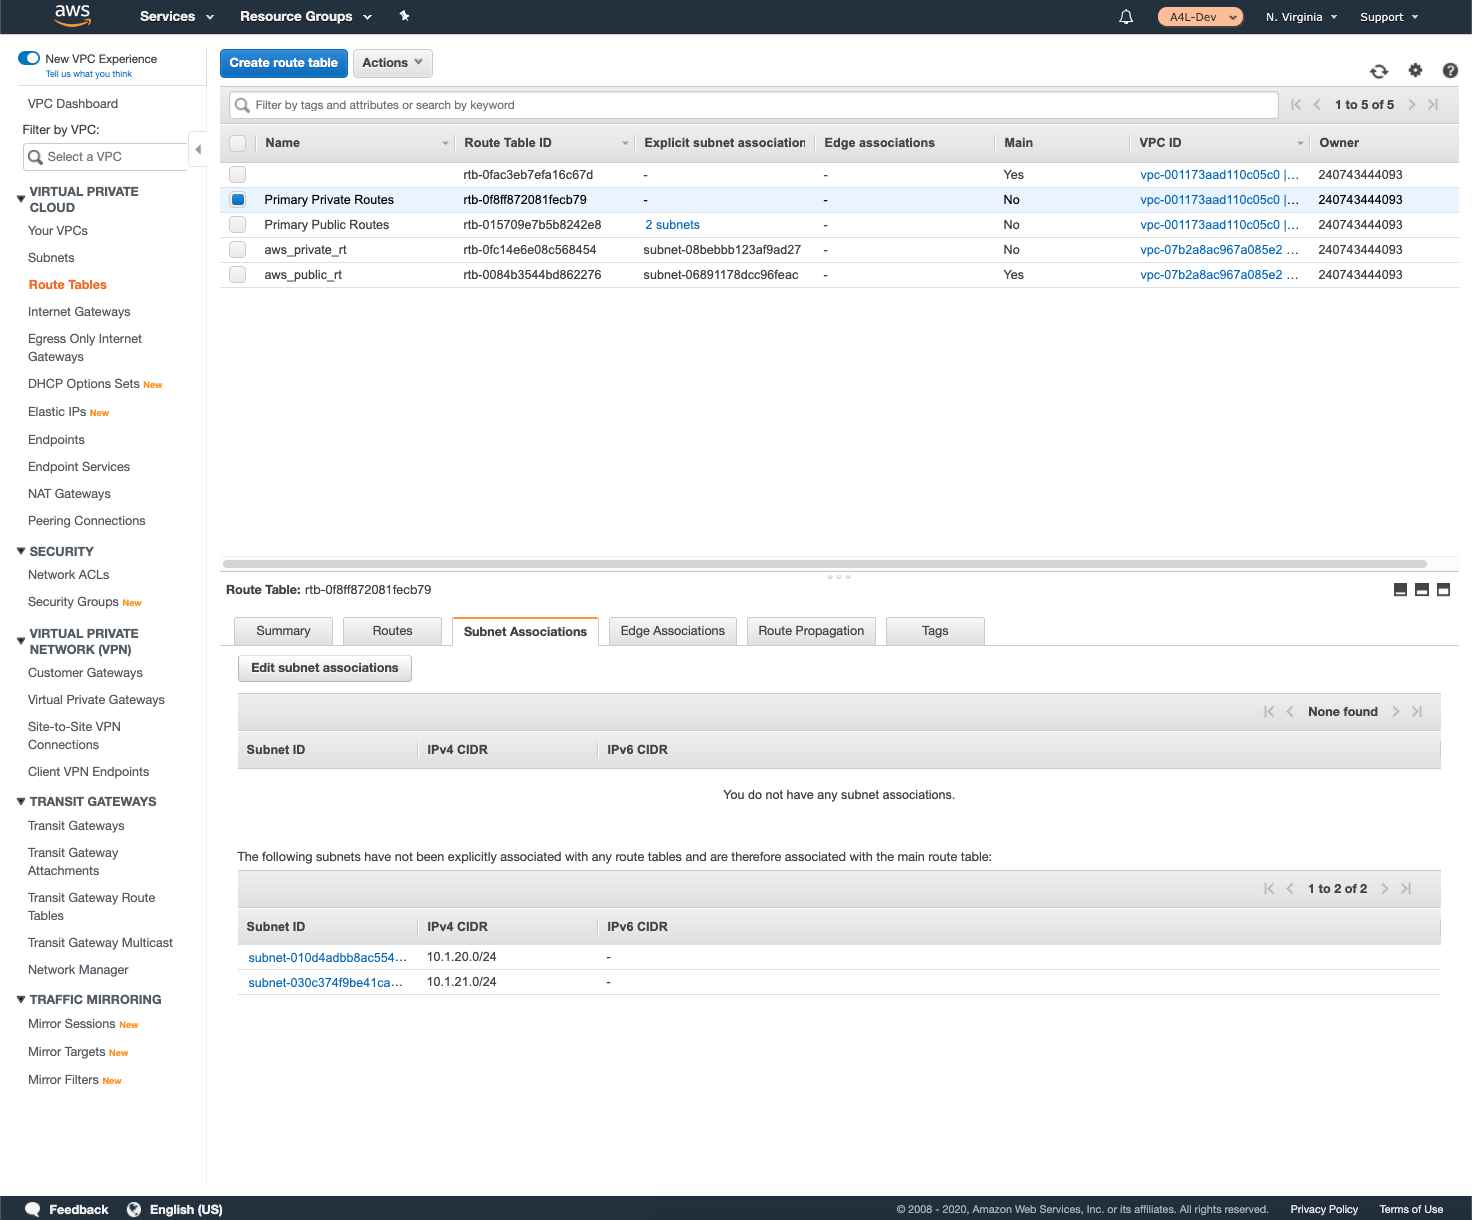 aws Services Resource Groups A4L-Dev N. Virginia Support
New VPC Experience
Tell us what you think
VPC Dashboard
Filter by VPC:
Select a VPC
VIRTUAL PRIVATE
CLOUD
Your VPCs
Subnets
Route Tables
Internet Gateways
Egress Only Internet
Gateways
DHCP Options Sets New
Elastic IPs New
Endpoints
Endpoint Services
NAT Gateways
Peering Connections
SECURITY
Network ACLs
Security Groups New
VIRTUAL PRIVATE
NETWORK (VPN)
Customer Gateways
Virtual Private Gateways
Site-to-Site VPN
Connections
Client VPN Endpoints
TRANSIT GATEWAYS
Transit Gateways
Transit Gateway
Attachments
Transit Gateway Route
Tables
Transit Gateway Multicast
Network Manager
TRAFFIC MIRRORING
Mirror Sessions New
Mirror Targets New
Mirror Filters New
Create route table Actions
Filter by tags and attributes or search by keyword 1 to 5 of 5
Name Route Table ID Explicit subnet association Edge associations Main VPC ID Owner
rtb-0fac3eb7efa16c67d - - Yes vpc-001173aad110c05c0 |... 240743444093
Primary Private Routes rtb-0f8ff872081fecb79 - - No vpc-001173aad110c05c0 |... 240743444093
Primary Public Routes rtb-015709e7b5b8242e8 2 subnets - No vpc-001173aad110c05c0 |... 240743444093
aws_private_rt rtb-0fc14e6e08c568454 subnet-08bebbb123af9ad27 - No vpc-07b2a8ac967a085e2 ... 240743444093
aws_public_rt rtb-0084b3544bd862276 subnet-06891178dcc96feac - Yes vpc-07b2a8ac967a085e2 ... 240743444093
Route Table: rtb-0f8ff872081fecb79
Summary Routes Subnet Associations Edge Associations Route Propagation Tags
Edit subnet associations
None found
Subnet ID IPv4 CIDR IPv6 CIDR
You do not have any subnet associations.
The following subnets have not been explicitly associated with any route tables and are therefore associated with the main route table:
1 to 2 of 2
Subnet ID IPv4 CIDR IPv6 CIDR
subnet-010d4adbb8ac554... 10.1.20.0/24 -
subnet-030c374f9be41ca... 10.1.21.0/24 -
Feedback English (US) © 2008 - 2020, Amazon Web Services, Inc. or its affiliates. All rights reserved. Privacy Policy Terms of Use